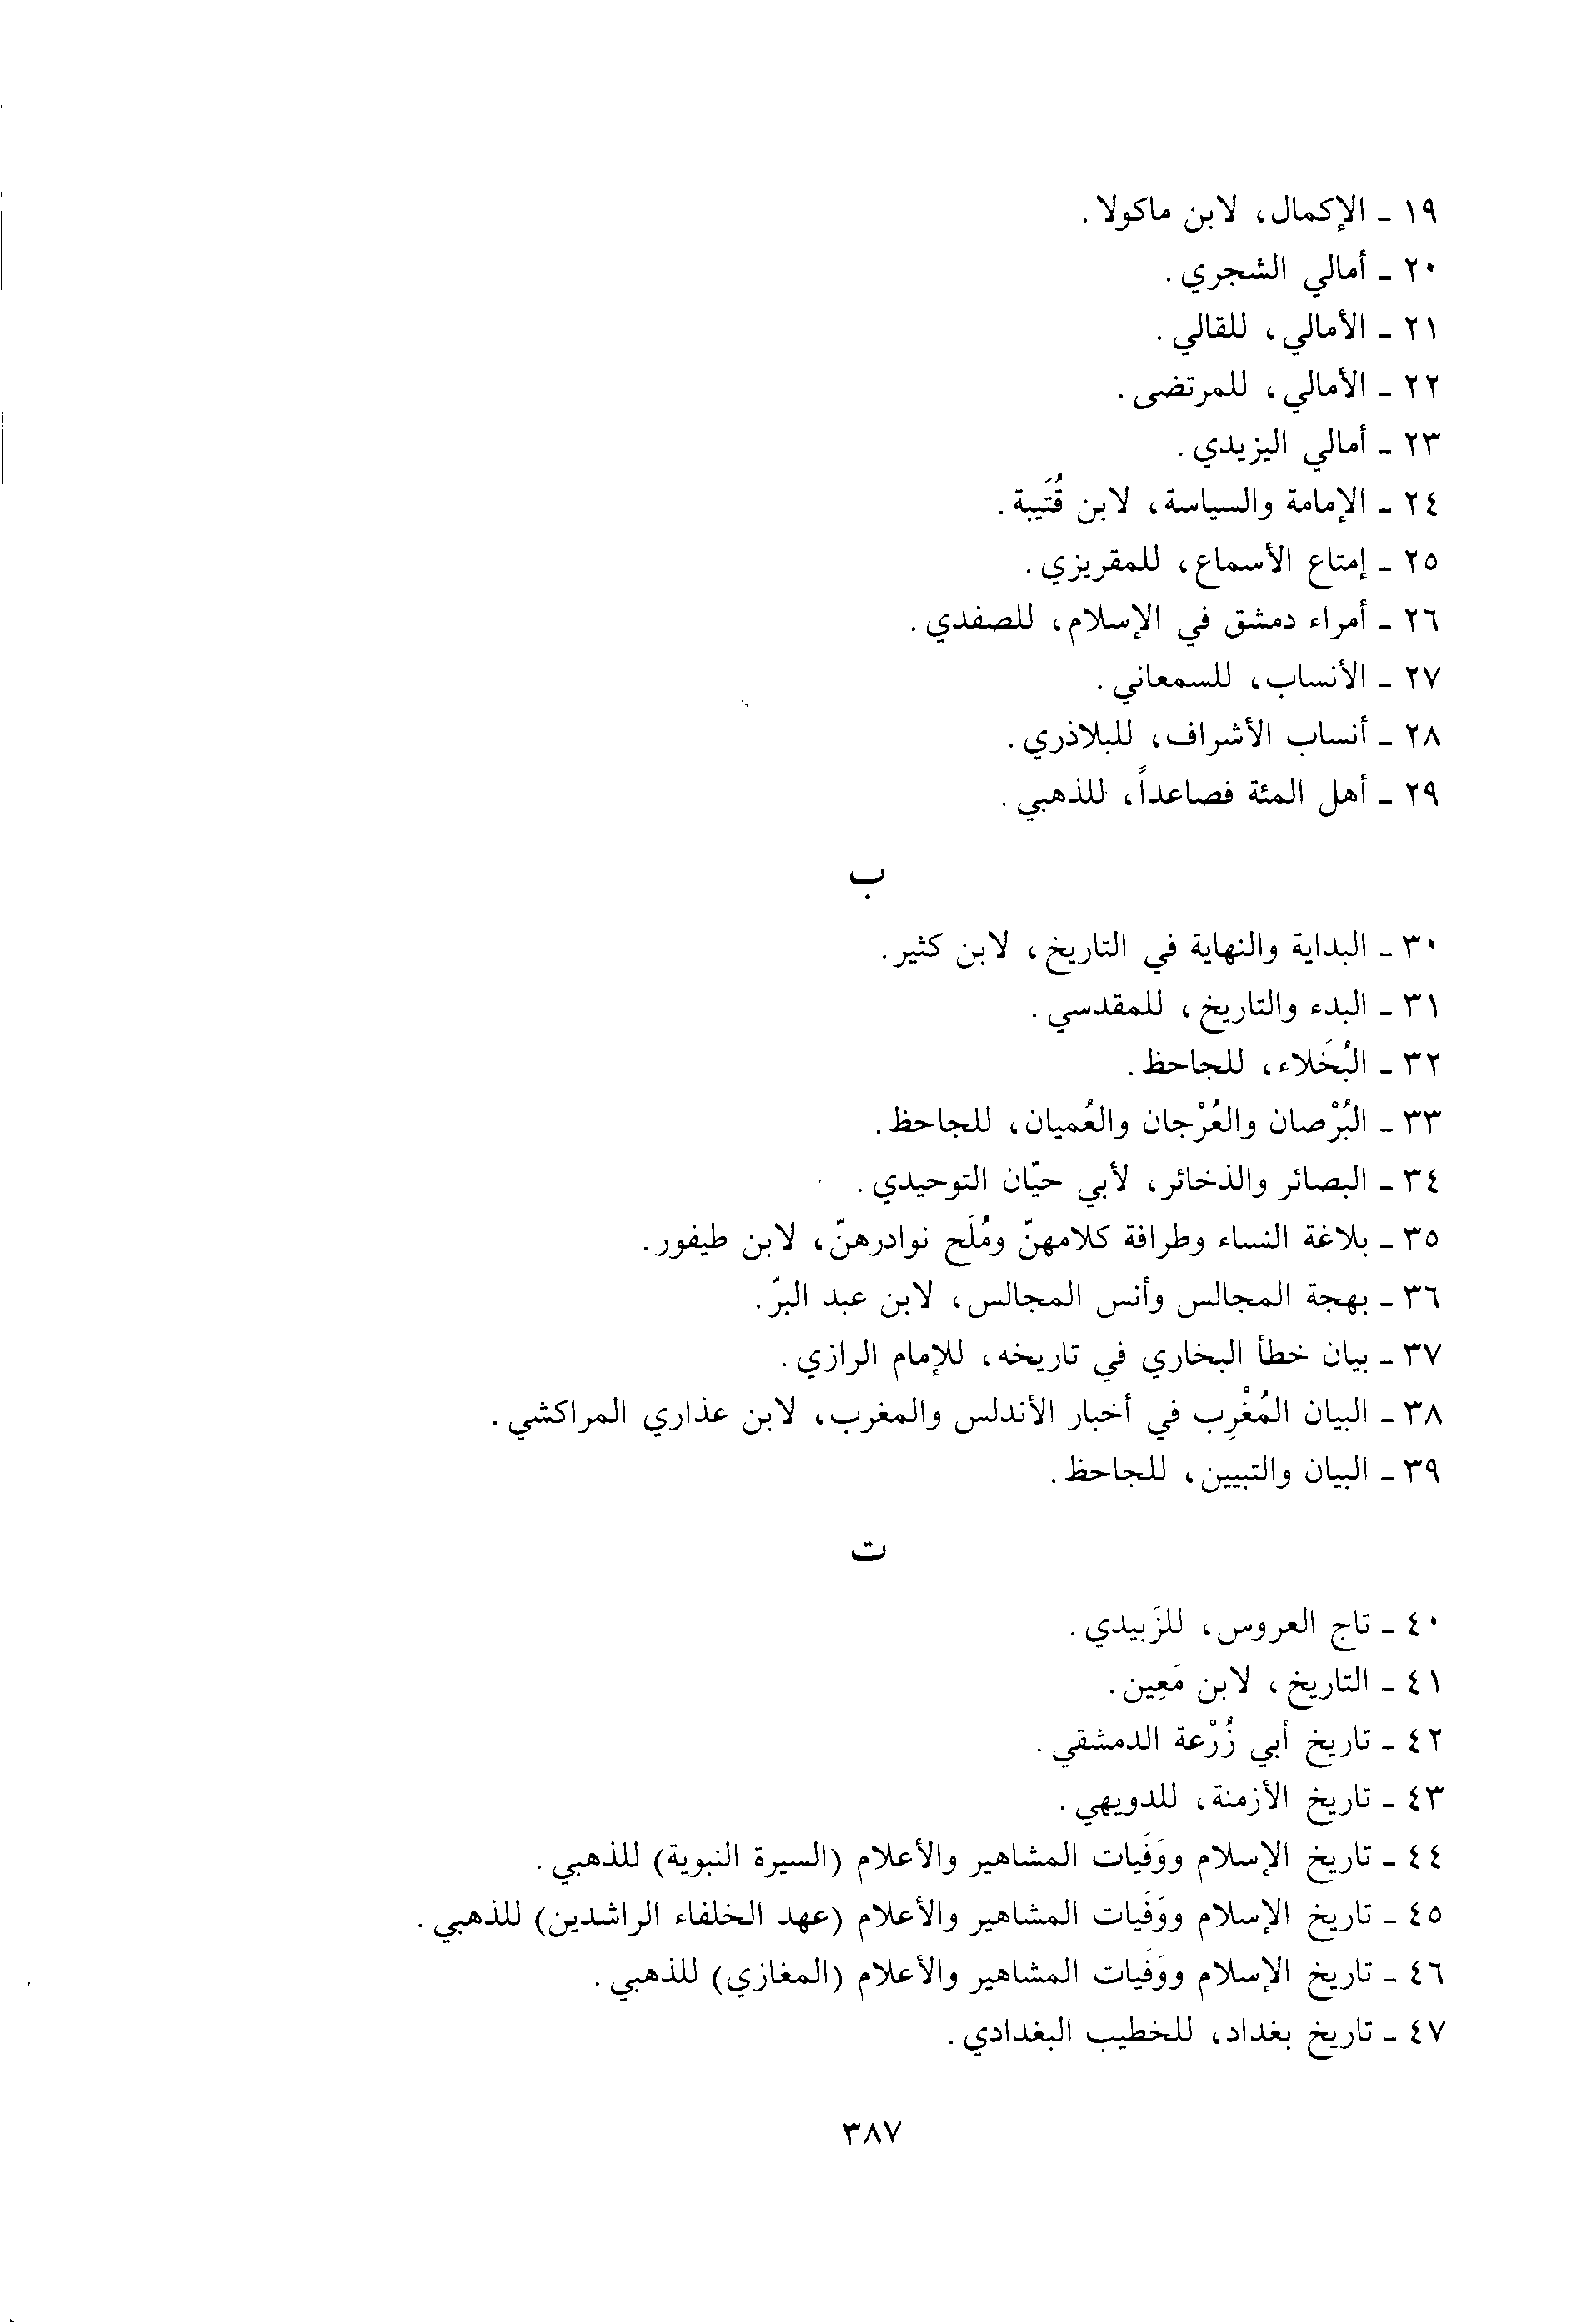 ١٩ - الإكمال، لابن ماكولا.
٢٠ - أمالي الشجري.
٢١ - الأمالي، للقالي.
٢٢ - الأمالي، للمرتضى.
٢٣ - أمالي اليزيدي.
٢٤ - الإمامة والسياسة، لابن قُتَيبة.
٢٥ - إمتاع الأسماع، للمقريزي.
٢٦ - أمراء دمشق في الإسلام، للصفدي.
٢٧ - الأنساب، للسمعاني.
٢٨ - أنساب الأشراف، للبلاذري.
٢٩ - أهل المئة فصاعداً، للذهبي.
ب
٣٠ - البداية والنهاية في التاريخ، لابن كثير.
٣١ - البدء والتاريخ، للمقدسي.
٣٢ - البُخَلاء، للجاحظ.
٣٣ - البُرْصان والعُرْجان والعُميان، للجاحظ.
٣٤ - البصائر والذخائر، لأبي حيّان التوحيدي.
٣٥ - بلاغة النساء وطرافة كلامهنّ ومُلَح نوادرهنّ، لابن طيفور.
٣٦ - بهجة المجالس وأنس المجالس، لابن عبد البرّ.
٣٧ - بيان خطأ البخاري في تاريخه، للإمام الرازي.
٣٨ - البيان المُغْرِب في أخبار الأندلس والمغرب، لابن عذاري المراكشي.
٣٩ - البيان والتبيين، للجاحظ.
ت
٤٠ - تاج العروس، للزَبيدي.
٤١ - التاريخ، لابن مَعِين.
٤٢ - تاريخ أبي زُرْعة الدمشقي.
٤٣ - تاريخ الأزمنة، للدويهي.
٤٤ - تاريخ الإسلام ووَفَيات المشاهير والأعلام (السيرة النبوية) للذهبي.
٤٥ - تاريخ الإسلام ووَفَيات المشاهير والأعلام (عهد الخلفاء الراشدين) للذهبي.
٤٦ - تاريخ الإسلام ووَفَيات المشاهير والأعلام (المغازي) للذهبي.
٤٧ - تاريخ بغداد، للخطيب البغدادي.
٣٨٧